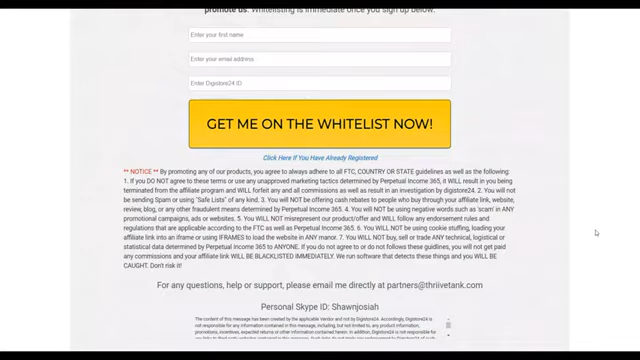 promote us. Whitelisting is immediate once you sign up below.
Enter your first name
Enter your email address
Enter Digistore24 ID
GET ME ON THE WHITELIST NOW!
Click Here If You Have Already Registered
** NOTICE ** By promoting any of our products, you agree to always adhere to all FTC, COUNTRY OR STATE guidelines as well as the following:
1. If you DO NOT agree to these terms or use any unapproved marketing tactics determined by Perpetual Income 365, it WILL result in you being
terminated from the affiliate program and WILL forfeit any and all commissions as well as result in an investigation by digistore24. 2. You will not
be sending Spam or using "Safe Lists" of any kind. 3. You will NOT be offering cash rebates to people who buy through your affiliate link, website,
review, blog, or any other fraudulent means determined by Perpetual Income 365. 4. You will NOT be using negative words such as 'scam' in ANY
promotional campaigns, ads or websites. 5. You WILL NOT misrepresent our product/offer and WILL follow any endorsement rules and
regulations that are applicable according to the FTC as well as Perpetual Income 365. 6. You WILL NOT be using cookie stuffing, loading your
affiliate link into an iframe or using IFRAMES to load the website in ANY manor. 7. You WILL NOT buy, sell or trade ANY technical, logistical or
statistical data determined by Perpetual Income 365 to ANYONE. If you do not agree to or do not follow these guidlines, you will not get paid
any commissions and your affiliate link WILL BE BLACKLISTED IMMEDIATELY. We run software that detects these things and you WILL BE
CAUGHT. Don't risk it!
For any questions, help or support, please email me directly at partners@thriivetank.com
Personal Skype ID: Shawnjosiah
The content of this message has been created by the applicable Vendor and not by Digistore24. Accordingly, Digistore24 is
not responsible for any information contained in this message, including, but not limited to, any product information,
promotions, incentives, expected returns or other information contained herein. In addition, Digistore24 is not responsible for